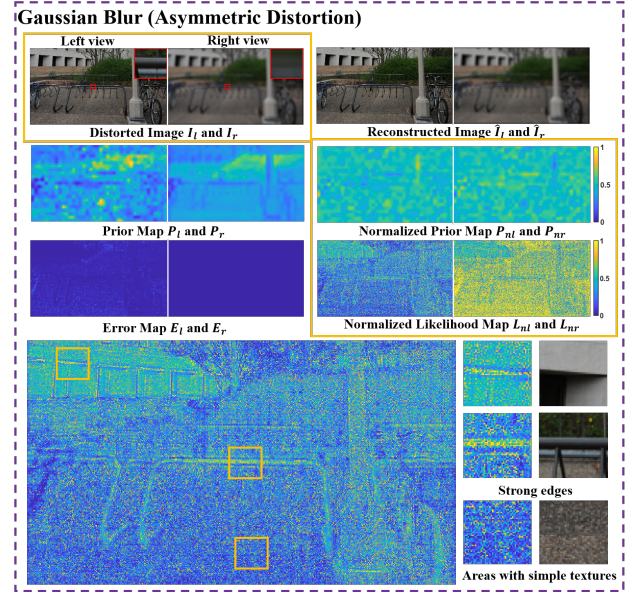 Gaussian Blur (Asymmetric Distortion)
Left view Right view
Distorted Image I_l and I_r
Reconstructed Image Î_l and Î_r
Prior Map P_l and P_r
Normalized Prior Map P_nl and P_nr
1
0.5
0
Error Map E_l and E_r
Normalized Likelihood Map L_nl and L_nr
1
0.5
0
Strong edges
Areas with simple textures